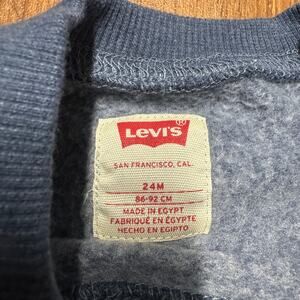 Levi's®
SAN FRANCISCO, CAL.
24M
86-92 CM
MADE IN EGYPT
FABRIQUÉ EN ÉGYPTE
HECHO EN EGIPTO